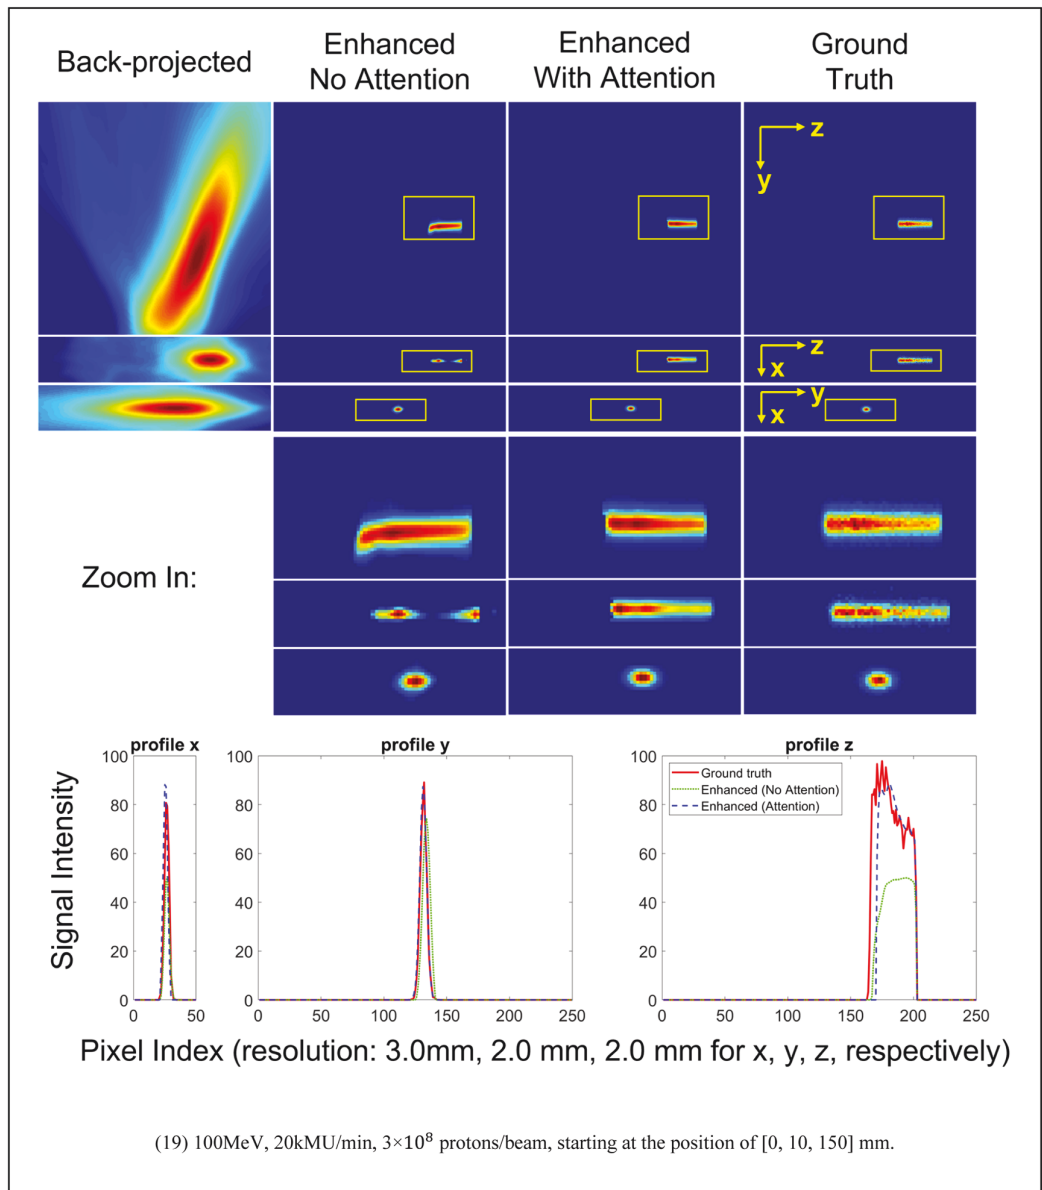 Back-projected
Enhanced
No Attention
Enhanced
With Attention
Ground
Truth
z
y
z
x
y
x
Zoom In:
profile x
profile y
profile z
Signal Intensity
100
80
60
40
20
0
0
50
100
80
60
40
20
0
0
50
100
150
200
250
100
80
60
40
20
0
0
50
100
150
200
250
Ground truth
Enhanced (No Attention)
Enhanced (Attention)
Pixel Index (resolution: 3.0mm, 2.0 mm, 2.0 mm for x, y, z, respectively)
(19) 100MeV, 20kMU/min, 3×10⁸ protons/beam, starting at the position of [0, 10, 150] mm.